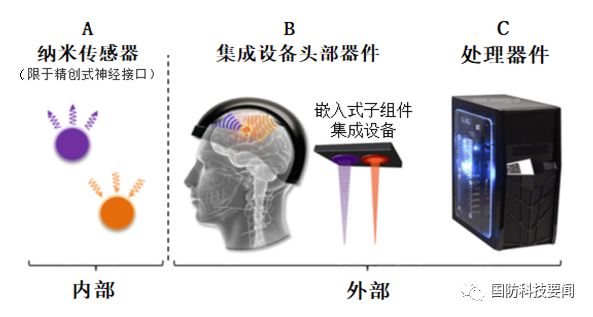 A
纳米传感器
（限于精创式神经接口）
B
集成设备头部器件
嵌入式子组件
集成设备
C
处理器件
内部
外部
国防科技要闻